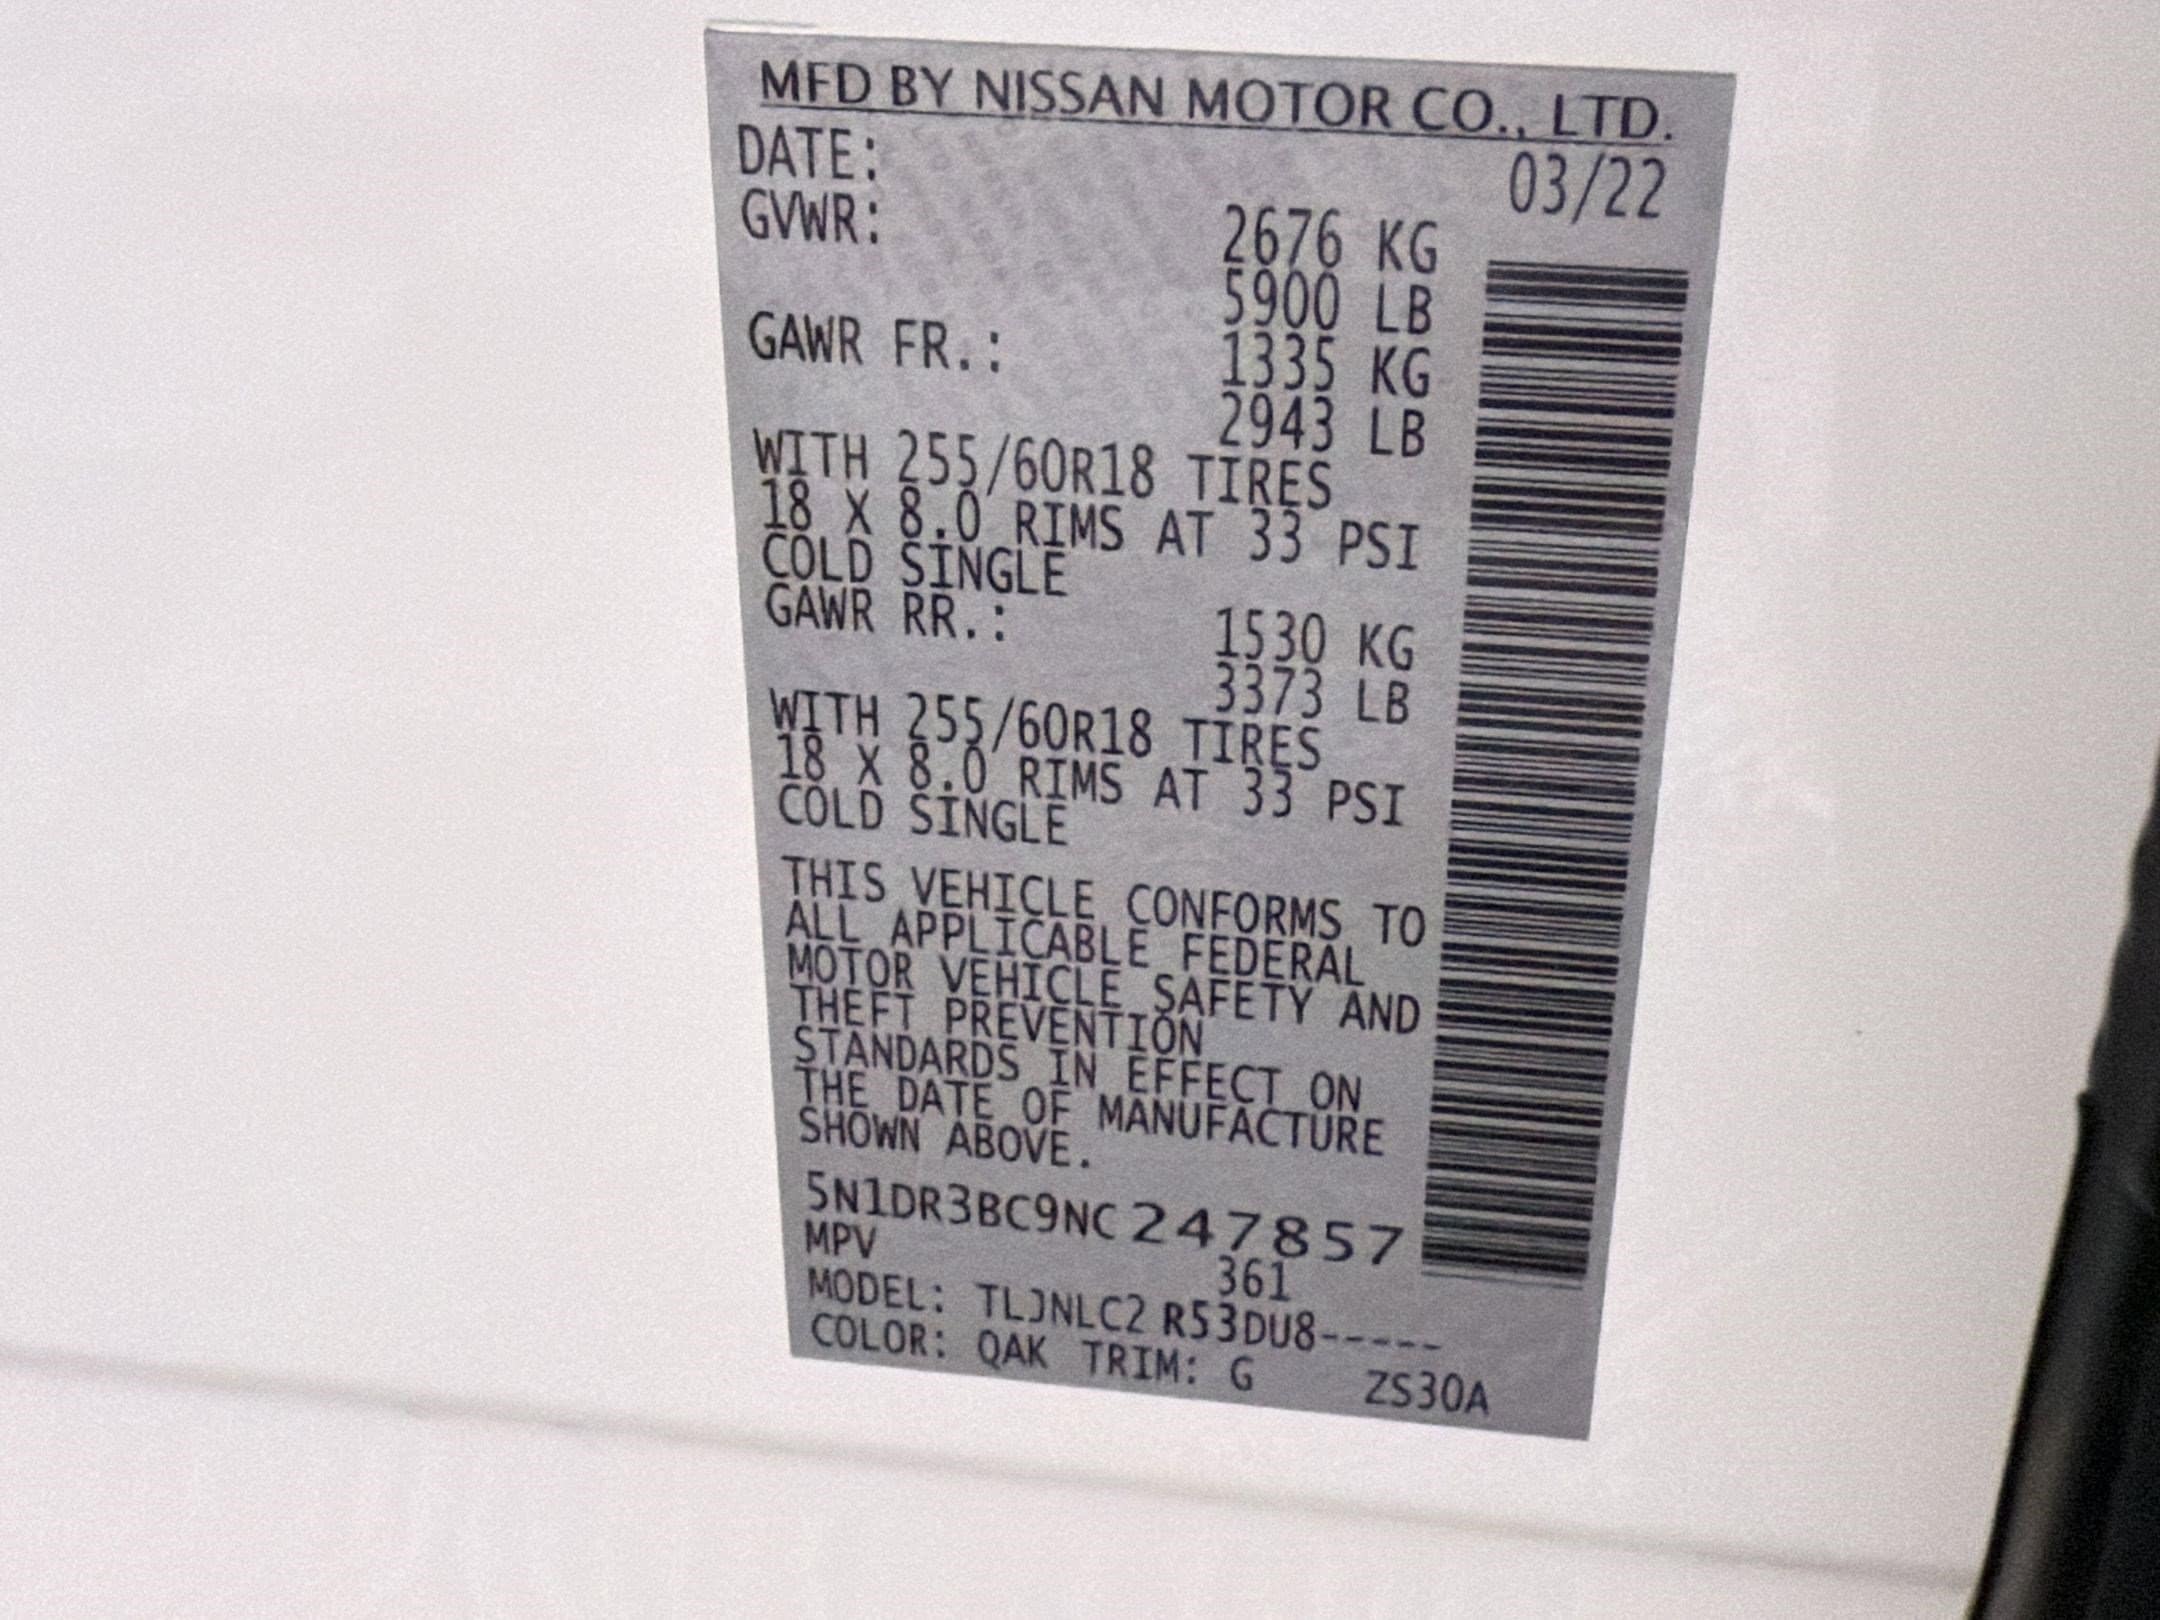 MFD BY NISSAN MOTOR CO., LTD.
DATE: 03/22
GVWR: 2676 KG
5900 LB
GAWR FR.: 1335 KG
2943 LB
WITH 255/60R18 TIRES
18 X 8.0 RIMS AT 33 PSI
COLD SINGLE
GAWR RR.: 1530 KG
3373 LB
WITH 255/60R18 TIRES
18 X 8.0 RIMS AT 33 PSI
COLD SINGLE
THIS VEHICLE CONFORMS TO
ALL APPLICABLE FEDERAL
MOTOR VEHICLE SAFETY AND
THEFT PREVENTION
STANDARDS IN EFFECT ON
THE DATE OF MANUFACTURE
SHOWN ABOVE.
5N1DR3BC9NC247857
MPV 361
MODEL: TLJNLC2 R53DU8-----
COLOR: QAK TRIM: G ZS30A